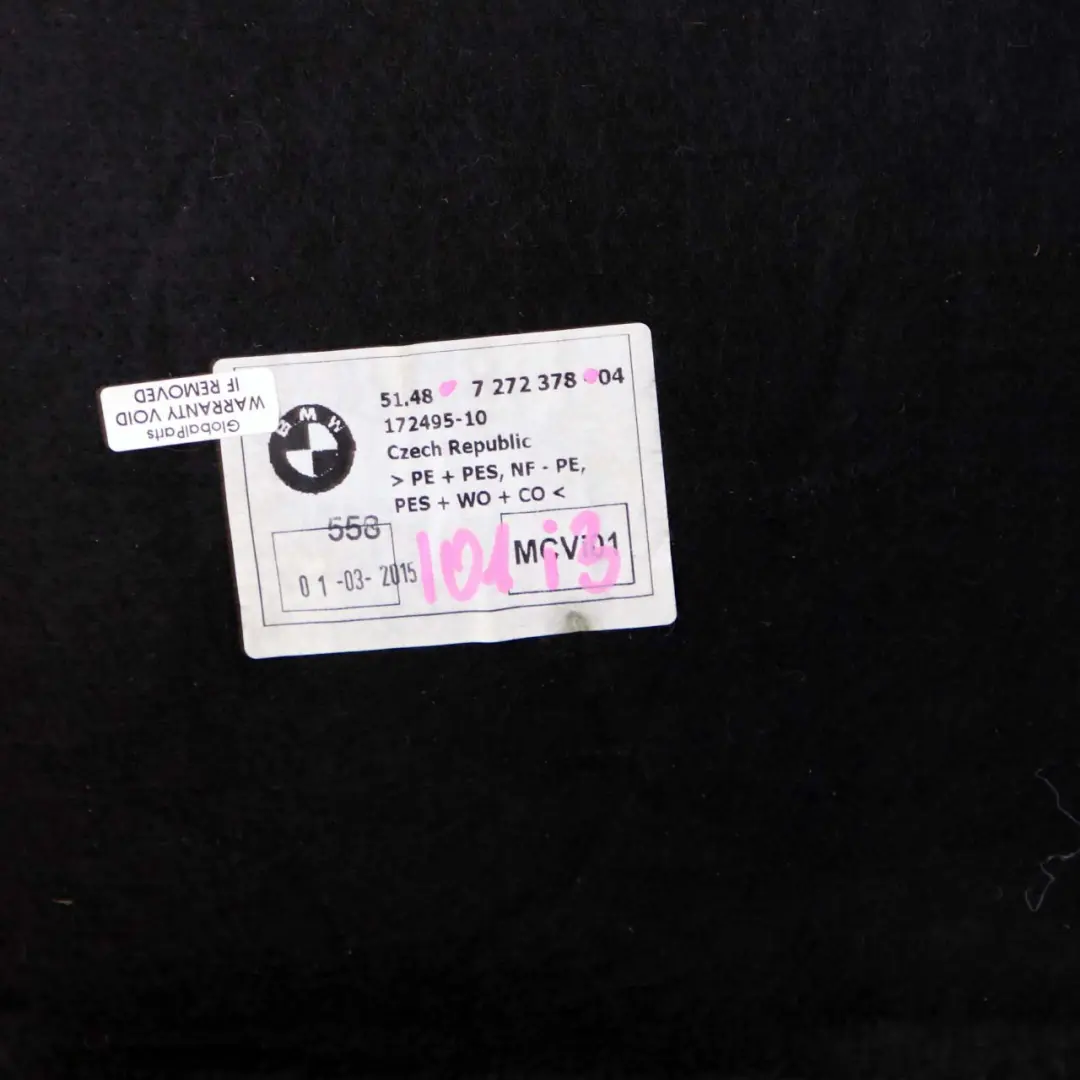 GlobalParts
WARRANTY VOID
IF REMOVED
BMW
51.48 7 272 378 04
172495-10
Czech Republic
> PE + PES, NF - PE,
PES + WO + CO <
558
01-03-2015
101 i3